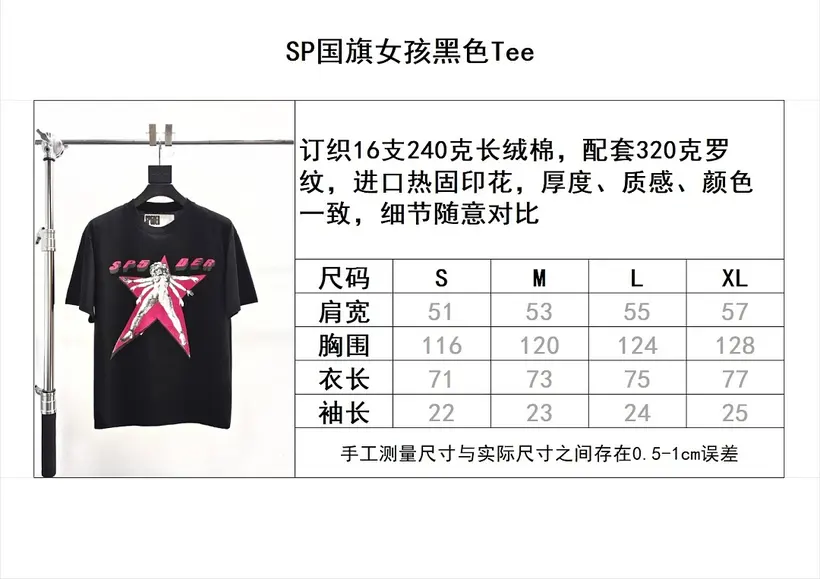 SP国旗女孩黑色Tee
订织16支240克长绒棉，配套320克罗
纹，进口热固印花，厚度、质感、颜色
一致，细节随意对比
尺码 S M L XL
肩宽 51 53 55 57
胸围 116 120 124 128
衣长 71 73 75 77
袖长 22 23 24 25
手工测量尺寸与实际尺寸之间存在0.5-1cm误差